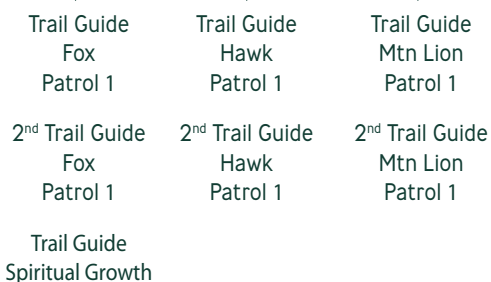 Trail Guide Trail Guide Trail Guide
Fox Hawk Mtn Lion
Patrol 1 Patrol 1 Patrol 1
2nd Trail Guide 2nd Trail Guide 2nd Trail Guide
Fox Hawk Mtn Lion
Patrol 1 Patrol 1 Patrol 1
Trail Guide
Spiritual Growth